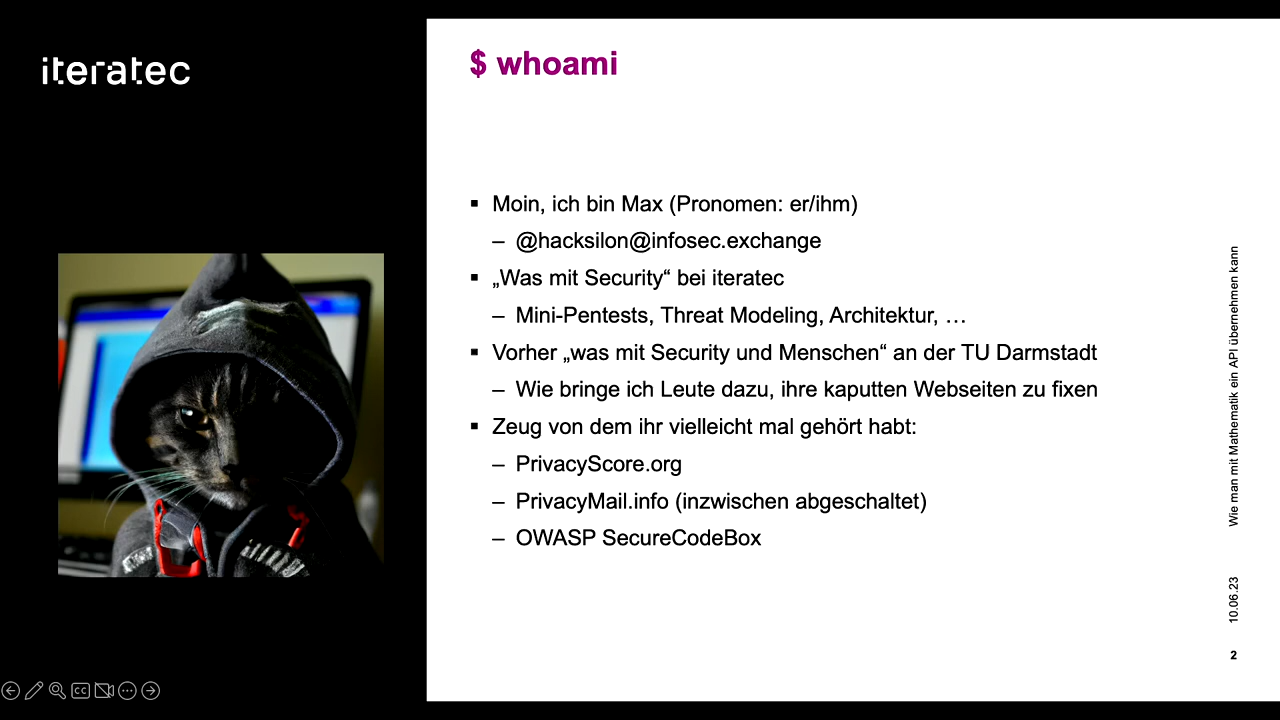 iteratec
$ whoami
▪ Moin, ich bin Max (Pronomen: er/ihm)
– @hacksilon@infosec.exchange
▪ „Was mit Security“ bei iteratec
– Mini-Pentests, Threat Modeling, Architektur, …
▪ Vorher „was mit Security und Menschen“ an der TU Darmstadt
– Wie bringe ich Leute dazu, ihre kaputten Webseiten zu fixen
▪ Zeug von dem ihr vielleicht mal gehört habt:
– PrivacyScore.org
– PrivacyMail.info (inzwischen abgeschaltet)
– OWASP SecureCodeBox
Wie man mit Mathematik ein API übernehmen kann
10.06.23
2
CC